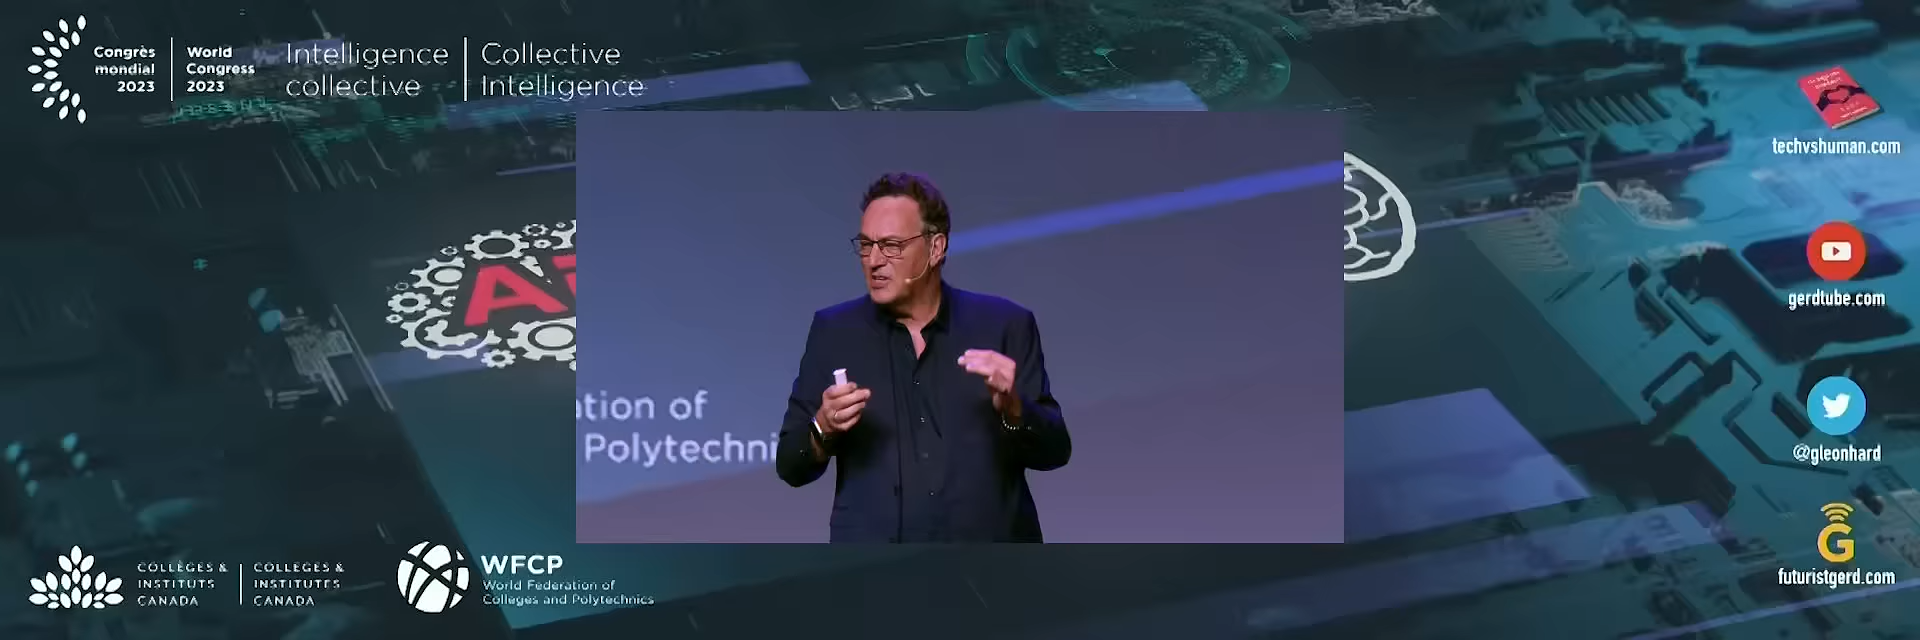 Congrès
mondial
2023
World
Congress
2023
Intelligence
collective
Collective
Intelligence
techvshuman.com
gerdtube.com
@gleonhard
futuristgerd.com
ation of
Polytechni
COLLÈGES &
INSTITUTS
CANADA
COLLEGES &
INSTITUTES
CANADA
WFCP
World Federation of
Colleges and Polytechnics